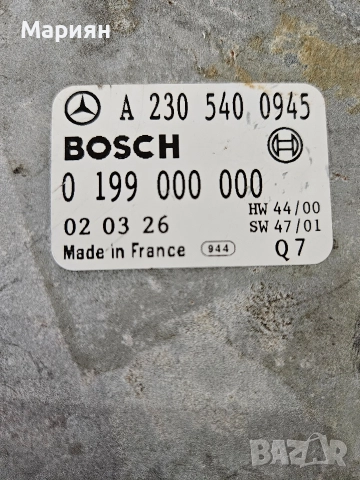 Мариян
A 230 540 0945
BOSCH
0 199 000 000
HW 44/00
02 03 26
SW 47/01
Made in France
944
Q7
BAZAR